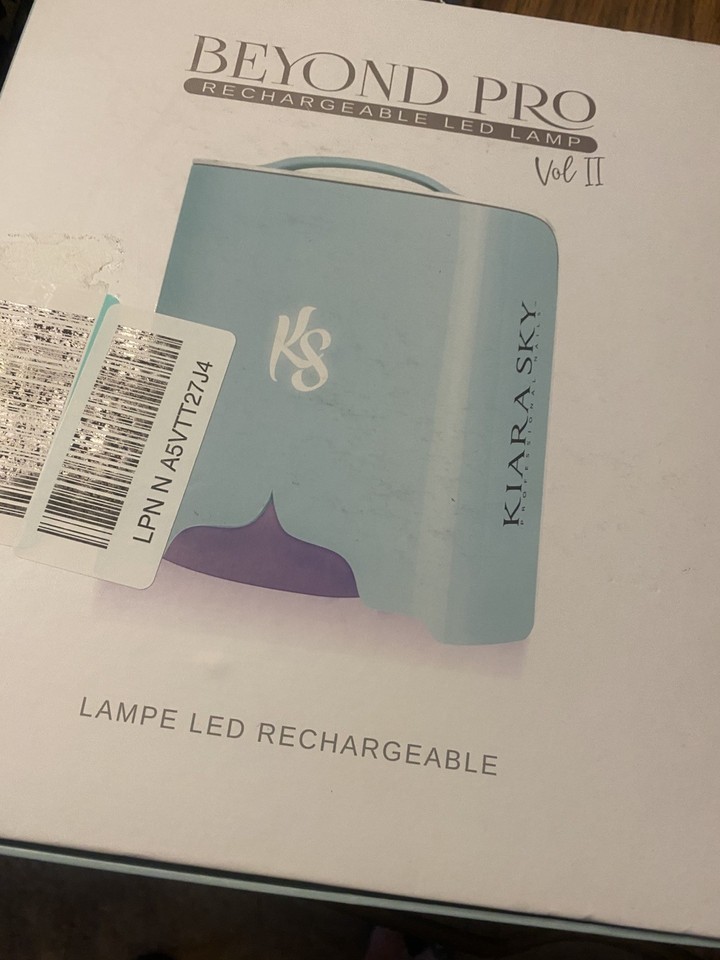 BEYOND PRO
RECHARGEABLE LED LAMP
Vol II
KS
KIARA SKY
PROFESSIONAL NAILS
LPN N A5VTT27J4
LAMPE LED RECHARGEABLE